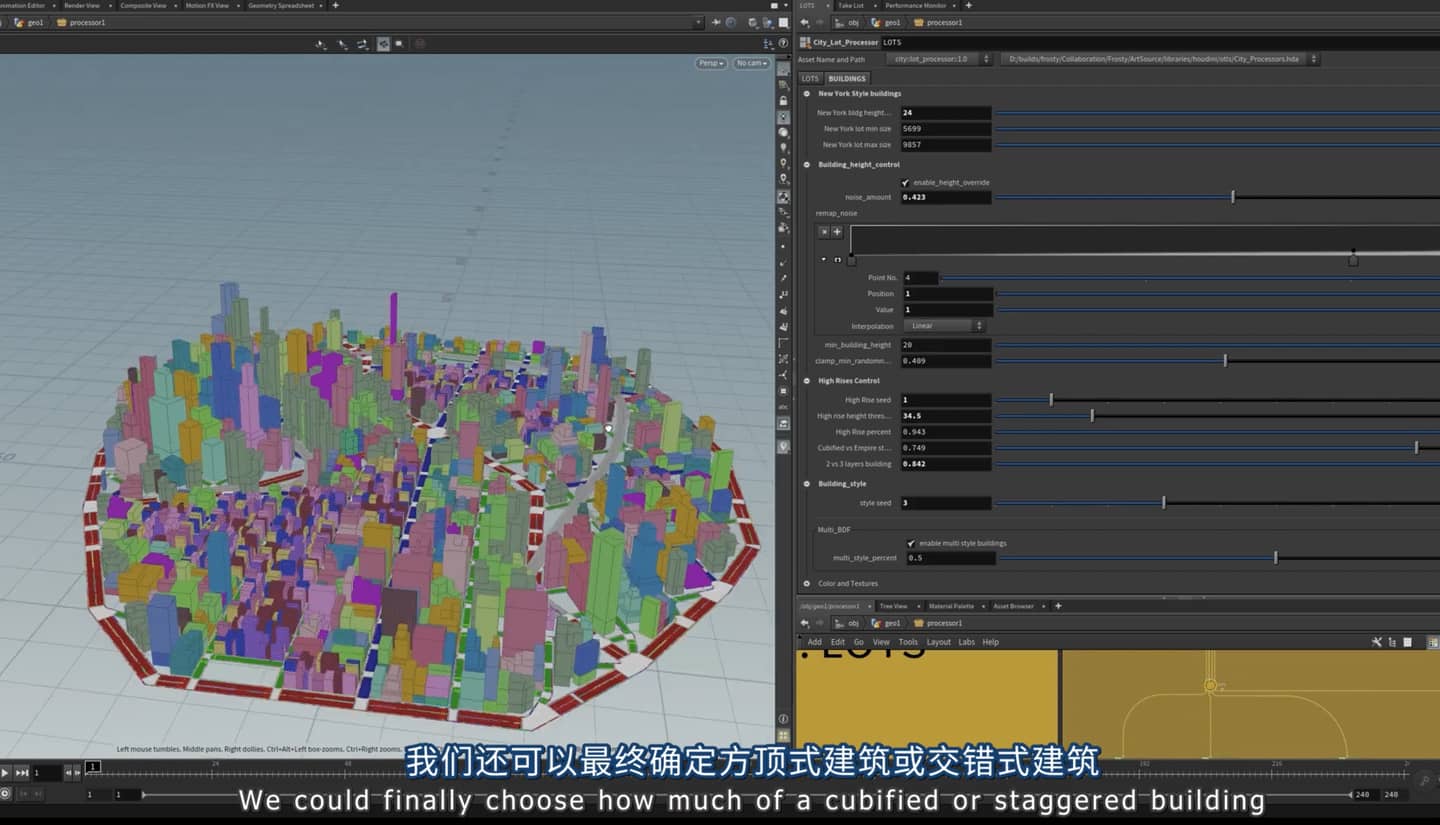 nimation Editor Render View Composite View Motion FX View Geometry Spreadsheet
geo1 processor1
Persp No cam
Left mouse tumbles. Middle pans. Right dollies. Ctrl+Alt+Left box-zooms. Ctrl+Right zooms.
1 1 24 48 192 216
1 1 240 240
LOTS Take List Performance Monitor
obj geo1 processor1
City_Lot_Processor LOTS
Asset Name and Path city::lot_processor::1.0 D:/builds/frosty/Collaboration/Frosty/ArtSource/libraries/houdini/otls/City_Processors.hda
LOTS BUILDINGS
New York Style buildings
New York bldg height... 24
New York lot min size 5699
New York lot max size 9857
Building_height_control
enable_height_override
noise_amount 0.423
remap_noise
Point No. 4
Position 1
Value 1
Interpolation Linear
min_building_height 20
clamp_min_randomn... 0.409
High Rises Control
High Rise seed 1
High rise height thres... 34.5
High Rise percent 0.943
Cubified vs Empire st... 0.749
2 vs 3 layers building 0.842
Building_style
style seed 3
Multi_BDF
enable multi style buildings
multi_style_percent 0.5
Color and Textures
/obj/geo1/processor1 Tree View Material Palette Asset Browser
obj geo1 processor1
Add Edit Go View Tools Layout Labs Help
我们还可以最终确定方顶式建筑或交错式建筑
We could finally choose how much of a cubified or staggered building